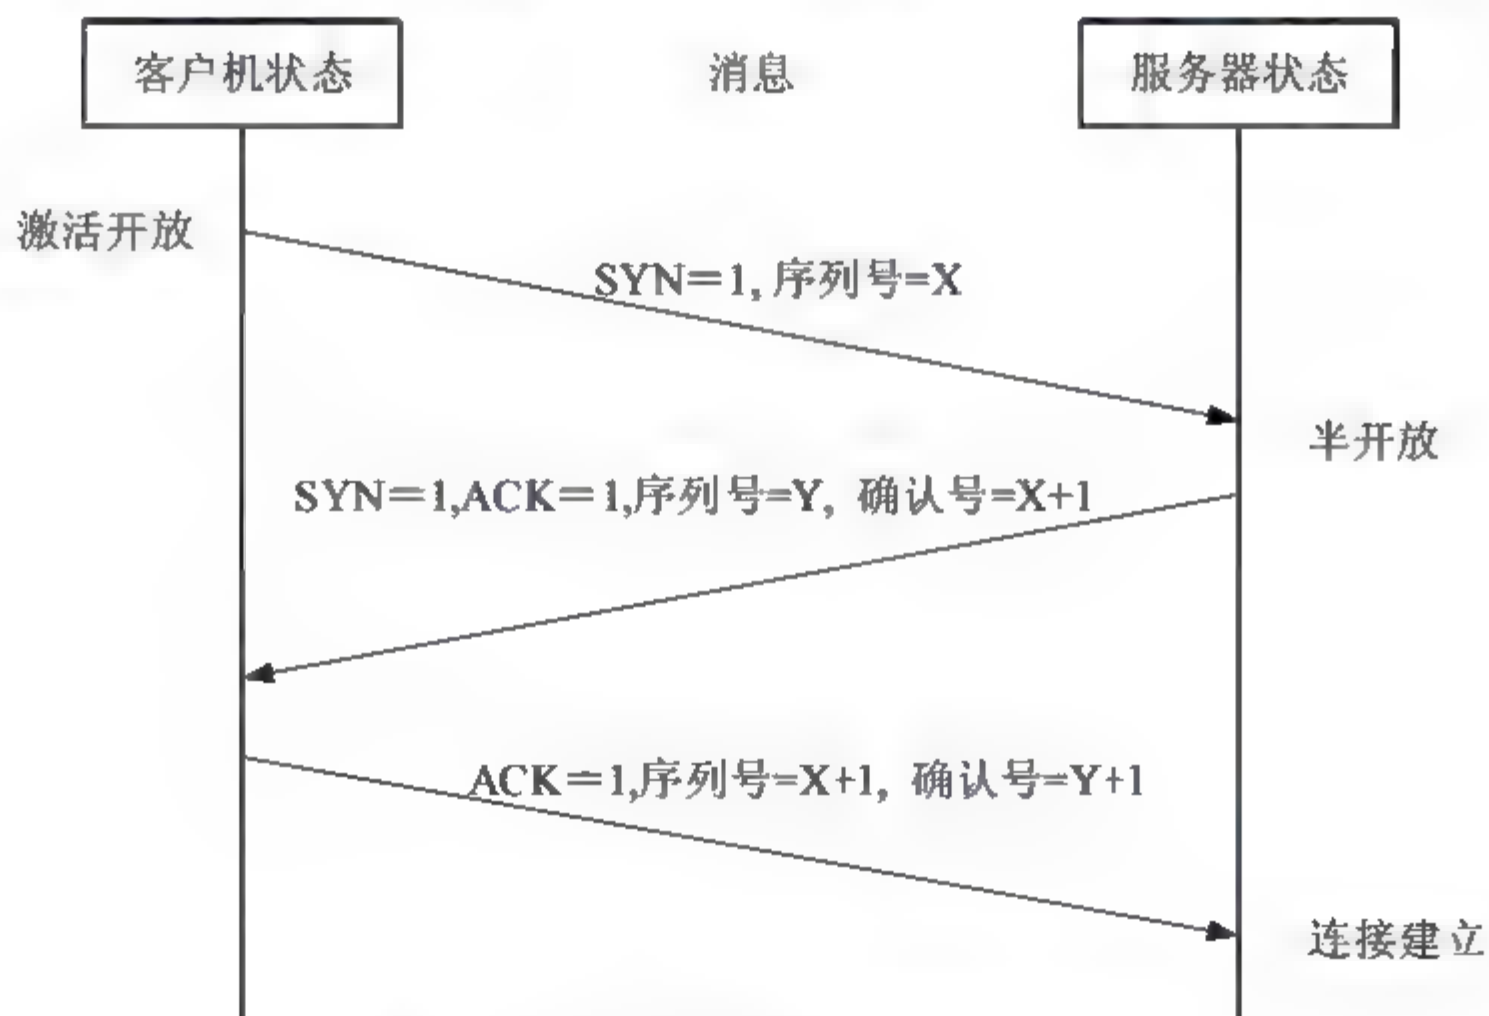 客户机状态
消息
服务器状态
激活开放
SYN=1, 序列号=X
半开放
SYN=1,ACK=1,序列号=Y, 确认号=X+1
ACK=1,序列号=X+1, 确认号=Y+1
连接建立